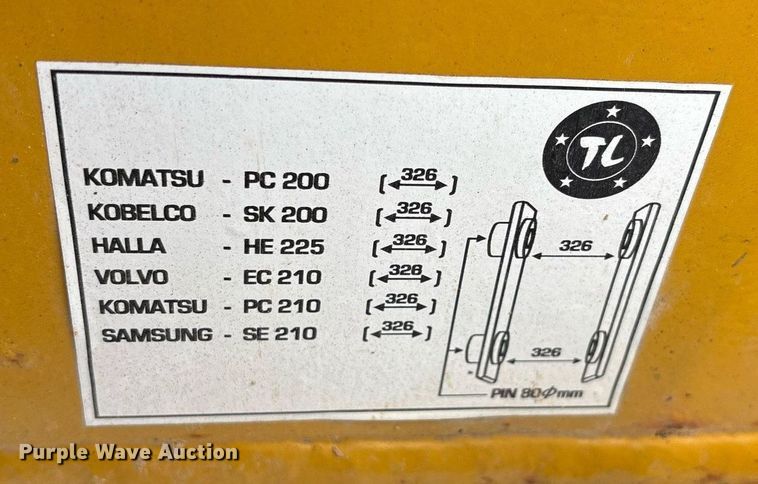 TL
KOMATSU - PC 200 [326]
KOBELCO - SK 200 [326]
HALLA - HE 225 [326]
VOLVO - EC 210 [328]
KOMATSU - PC 210 [326]
SAMSUNG - SE 210 [326]
326
326
PIN 80Φmm
Purple Wave Auction